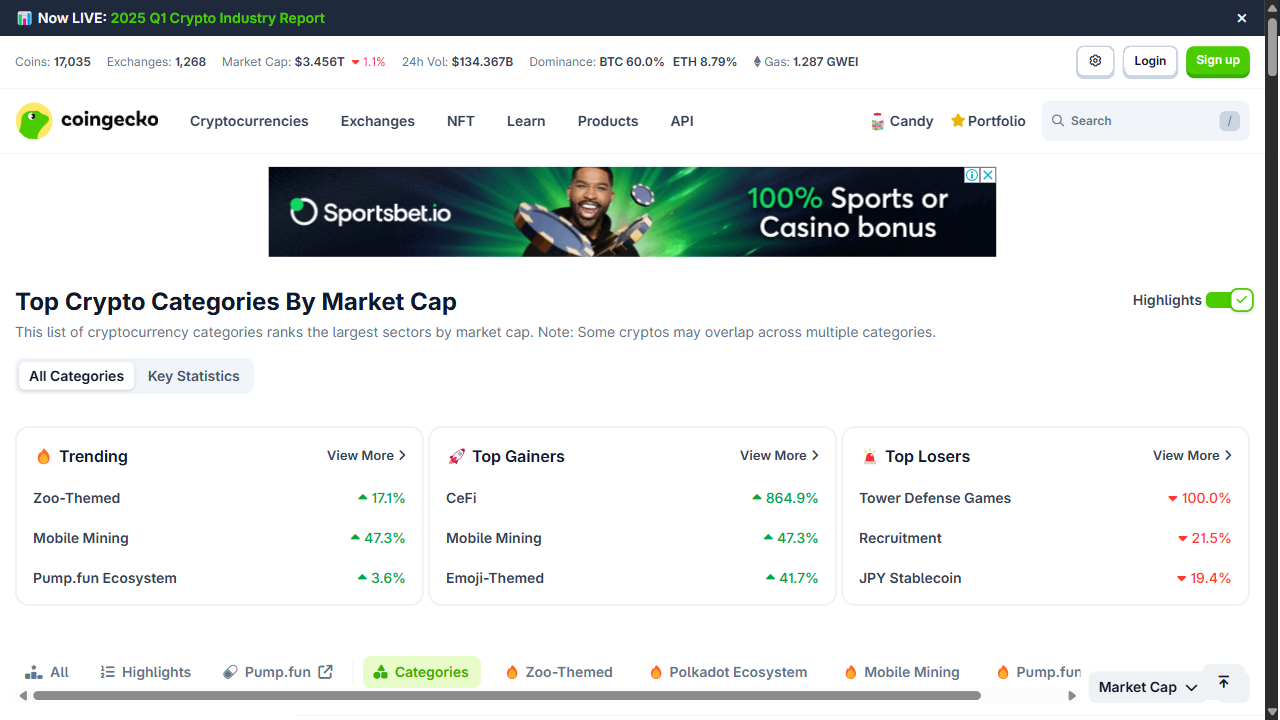 Now LIVE: 2025 Q1 Crypto Industry Report
Coins: 17,035 Exchanges: 1,268 Market Cap: $3.456T 1.1% 24h Vol: $134.367B Dominance: BTC 60.0% ETH 8.79% Gas: 1.287 GWEI
Login
Sign up
coingecko
Cryptocurrencies Exchanges NFT Learn Products API
Candy Portfolio Search /
Sportsbet.io
100% Sports or
Casino bonus
Top Crypto Categories By Market Cap
Highlights
This list of cryptocurrency categories ranks the largest sectors by market cap. Note: Some cryptos may overlap across multiple categories.
All Categories Key Statistics
Trending View More
Zoo-Themed 17.1%
Mobile Mining 47.3%
Pump.fun Ecosystem 3.6%
Top Gainers View More
CeFi 864.9%
Mobile Mining 47.3%
Emoji-Themed 41.7%
Top Losers View More
Tower Defense Games 100.0%
Recruitment 21.5%
JPY Stablecoin 19.4%
All Highlights Pump.fun Categories Zoo-Themed Polkadot Ecosystem Mobile Mining Pump.fun
Market Cap